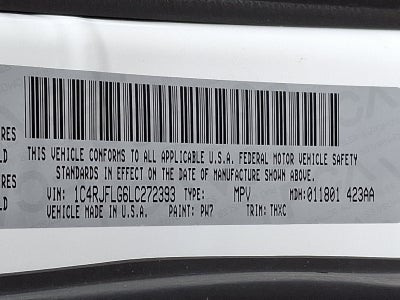 RES
LD
LD
THIS VEHICLE CONFORMS TO ALL APPLICABLE U.S.A. FEDERAL MOTOR VEHICLE SAFETY
STANDARDS IN EFFECT ON THE DATE OF MANUFACTURE SHOWN ABOVE.
VIN: 1C4RJFLG6LC272393 TYPE: MPV MDH:011801 423AA
VEHICLE MADE IN U.S.A. PAINT: PW7 TRIM: THXC